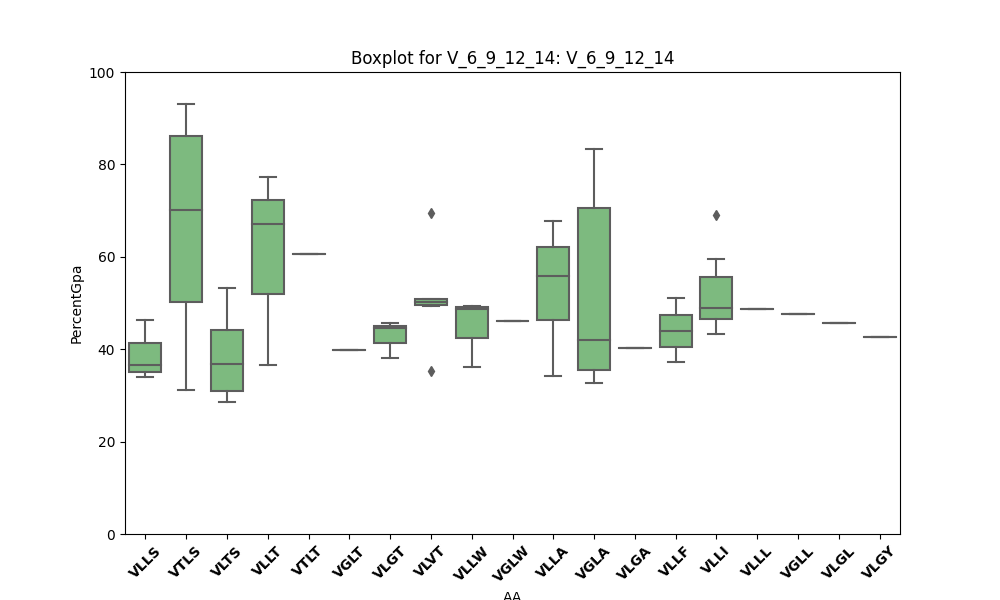 Boxplot for V_6_9_12_14: V_6_9_12_14
PercentGpa
100
80
60
40
20
0
VLLS VTLS VLTS VLLT VTLT VGLT VLGT VLVT VLLW VGLW VLLA VGLA VLGA VLLF VLLI VLLL VGLL VLGL VLGY
AA